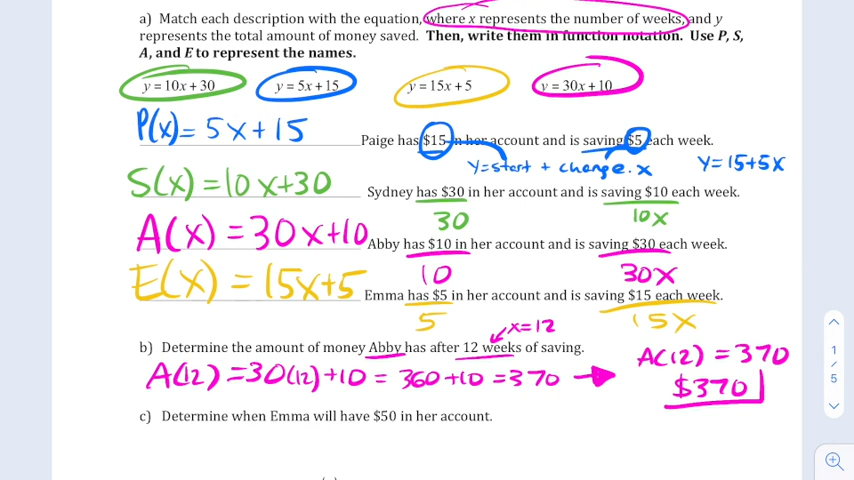 a) Match each description with the equation, where x represents the number of weeks, and y
represents the total amount of money saved. Then, write them in function notation. Use P, S,
A, and E to represent the names.
y = 10x + 30 y = 5x + 15 y = 15x + 5 y = 30x + 10
P(x) = 5x + 15 Paige has $15 in her account and is saving $5 each week.
y = start + change · x y = 15 + 5x
S(x) = 10x + 30 Sydney has $30 in her account and is saving $10 each week.
30 10x
A(x) = 30x + 10 Abby has $10 in her account and is saving $30 each week.
10 30x
E(x) = 15x + 5 Emma has $5 in her account and is saving $15 each week.
5 15x
x = 12
b) Determine the amount of money Abby has after 12 weeks of saving.
A(12) = 30(12) + 10 = 360 + 10 = 370 → A(12) = 370
$370
c) Determine when Emma will have $50 in her account.
1
/
5